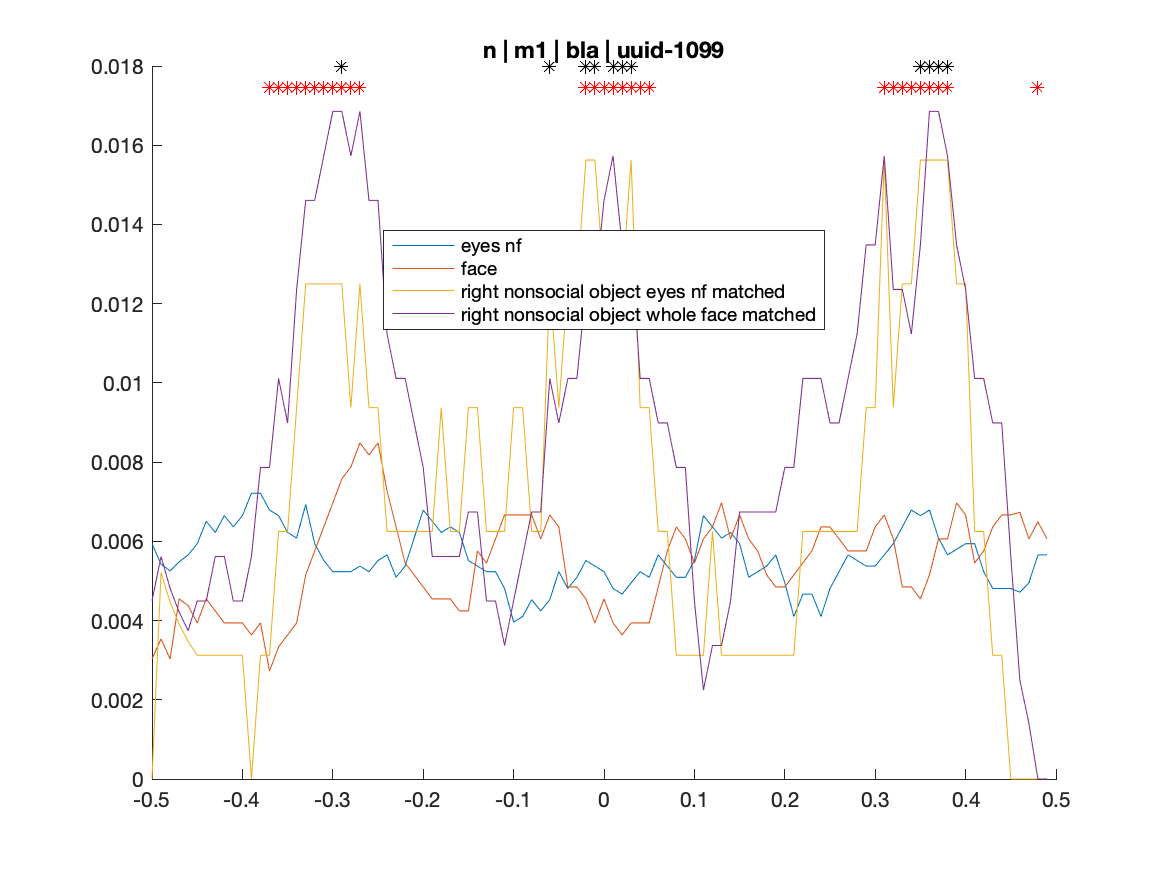 n | m1 | bla | uuid-1099
0.018
0.016
0.014
0.012
0.01
0.008
0.006
0.004
0.002
0
eyes nf
face
right nonsocial object eyes nf matched
right nonsocial object whole face matched
-0.5 -0.4 -0.3 -0.2 -0.1 0 0.1 0.2 0.3 0.4 0.5